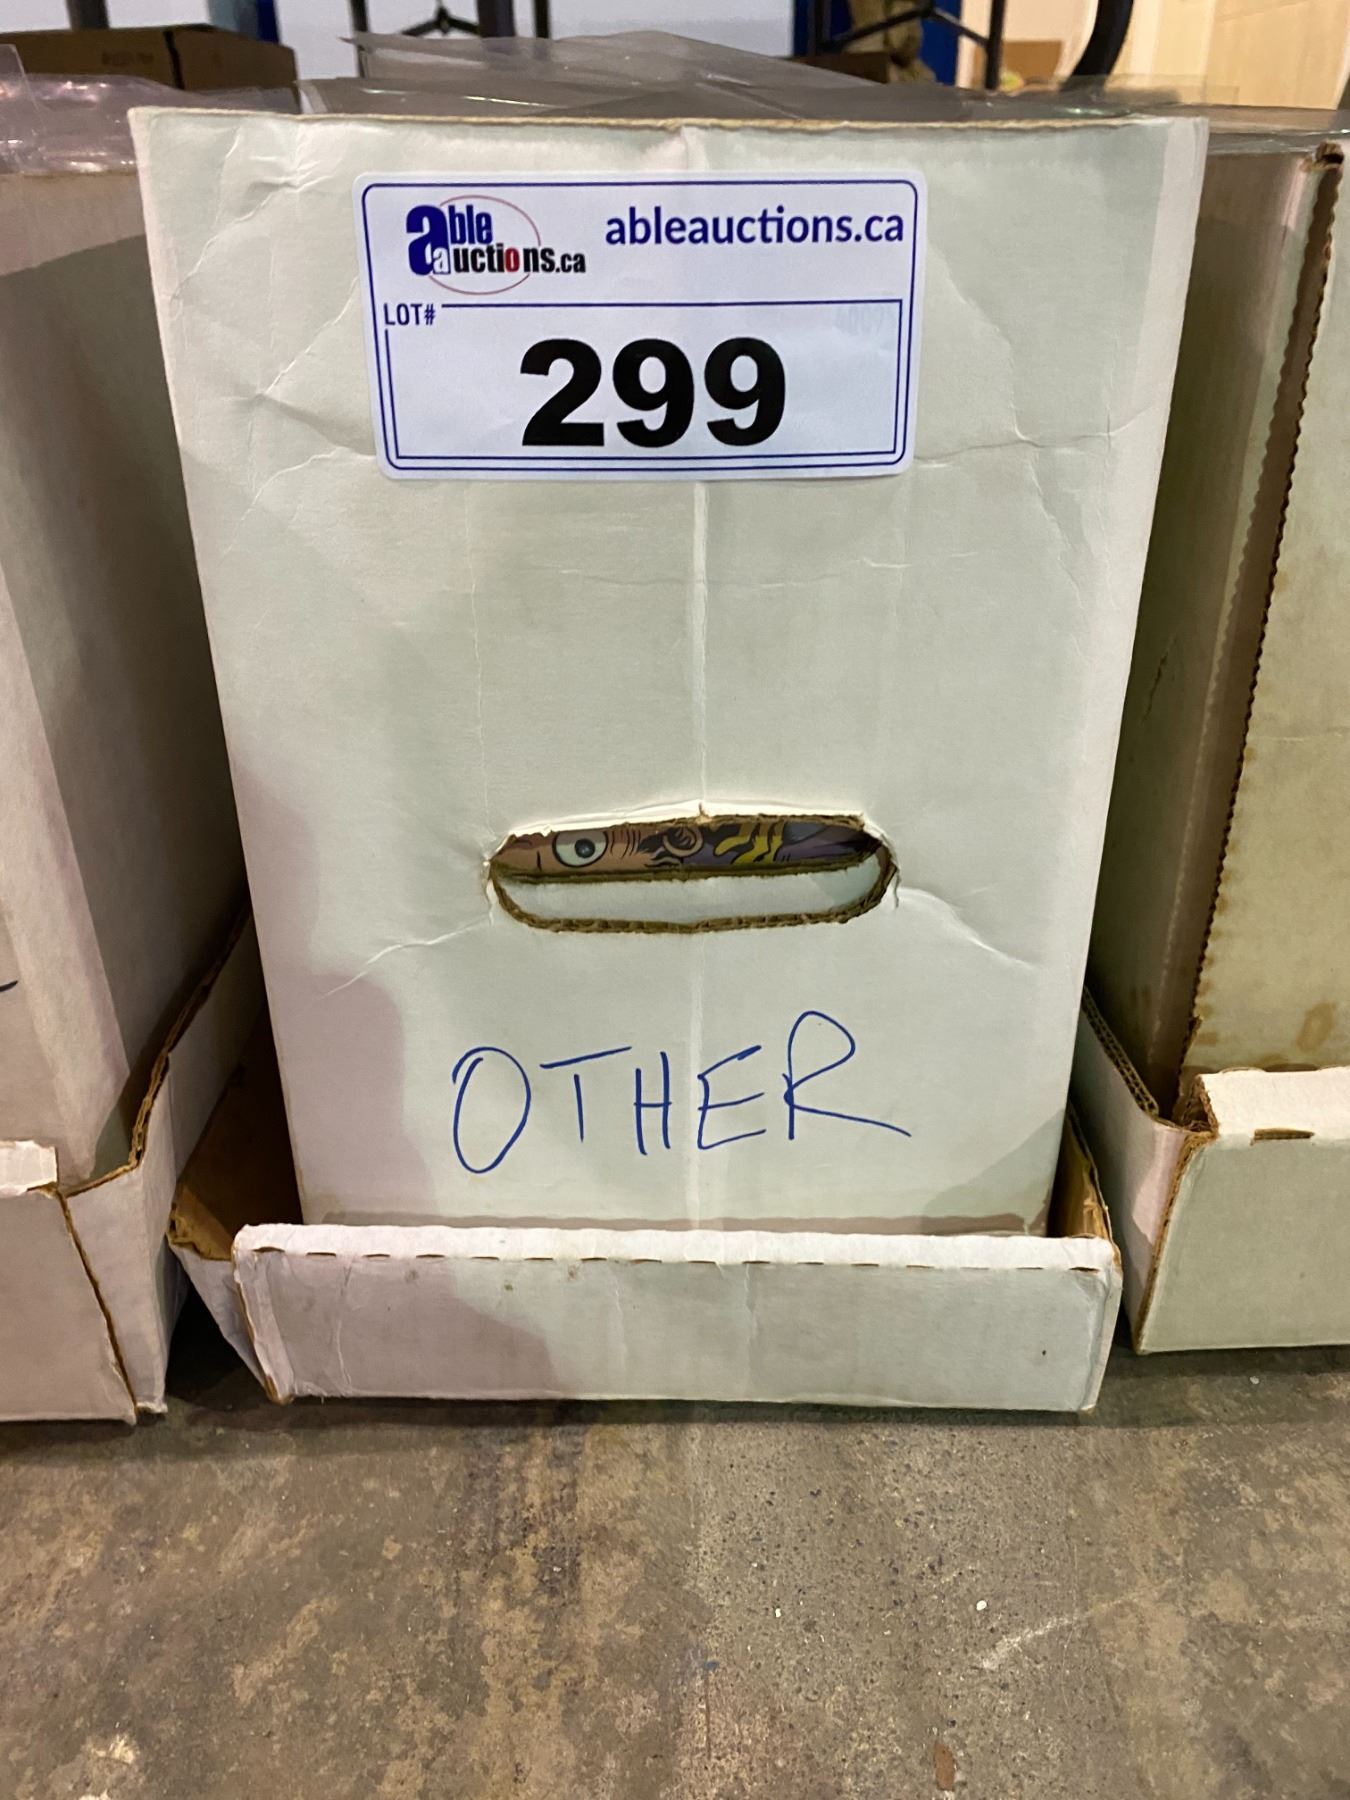 able auctions.ca
ableauctions.ca
LOT#
299
OTHER